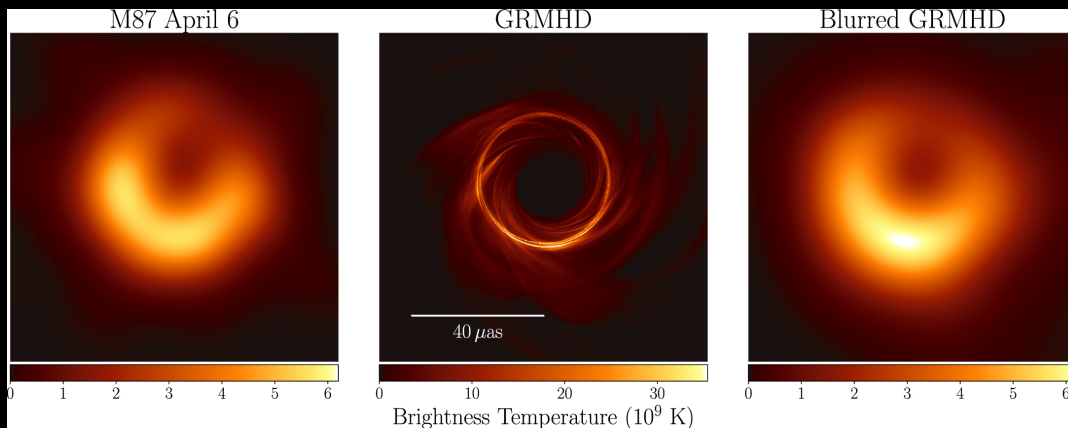 M87 April 6
GRMHD
Blurred GRMHD
40 μas
0 1 2 3 4 5 6
0 10 20 30
0 1 2 3 4 5 6
Brightness Temperature (10⁹ K)